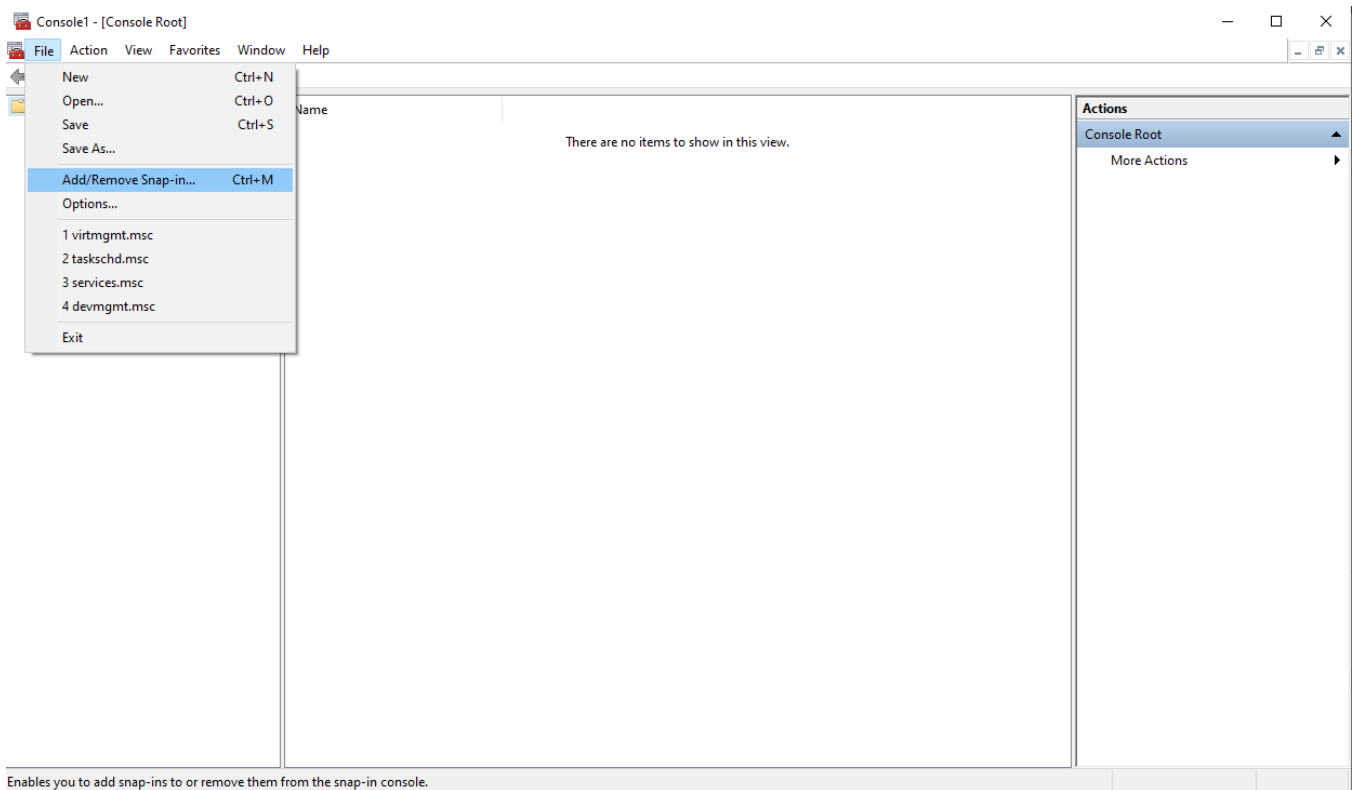 Console1 - [Console Root]
File Action View Favorites Window Help
New Ctrl+N
Open... Ctrl+O
Save Ctrl+S
Save As...
Add/Remove Snap-in... Ctrl+M
Options...
1 virtmgmt.msc
2 taskschd.msc
3 services.msc
4 devmgmt.msc
Exit
Name
There are no items to show in this view.
Actions
Console Root
More Actions
Enables you to add snap-ins to or remove them from the snap-in console.